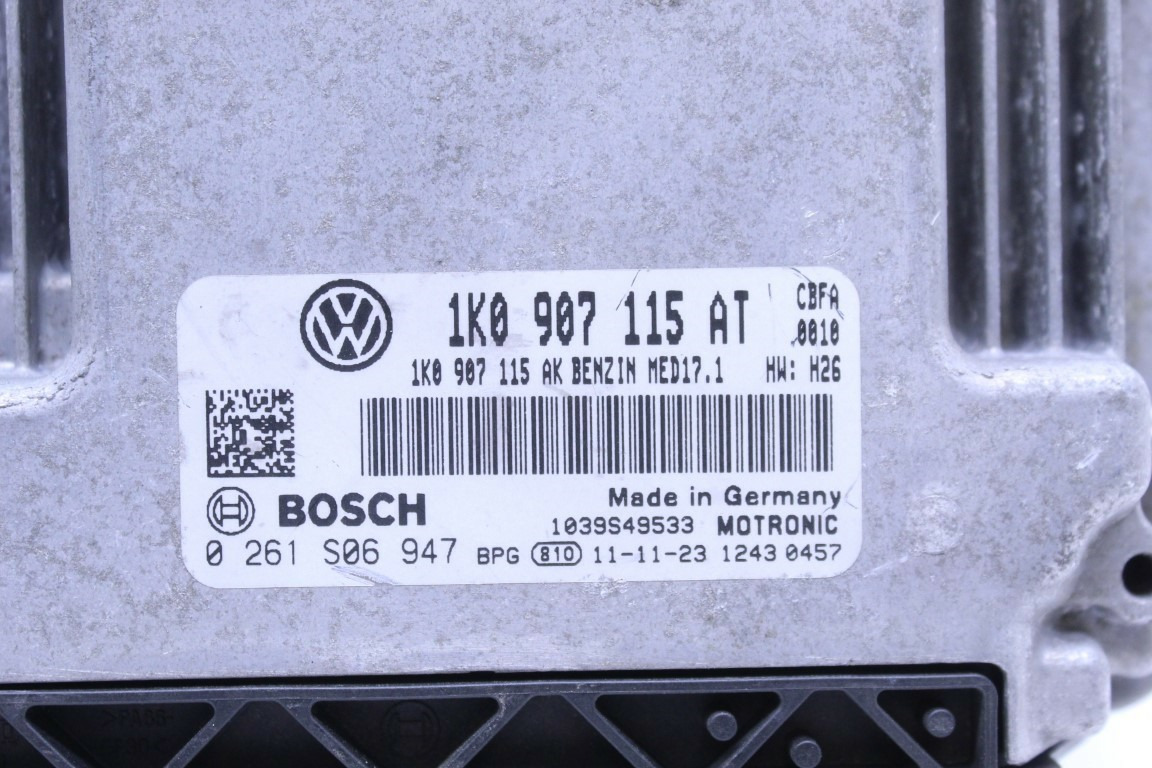 1K0 907 115 AT
CBFA
0010
1K0 907 115 AK BENZIN MED17.1 HW: H26
BOSCH
Made in Germany
1039S49533 MOTRONIC
0 261 S06 947 BPG 810 11-11-23 1243 0457